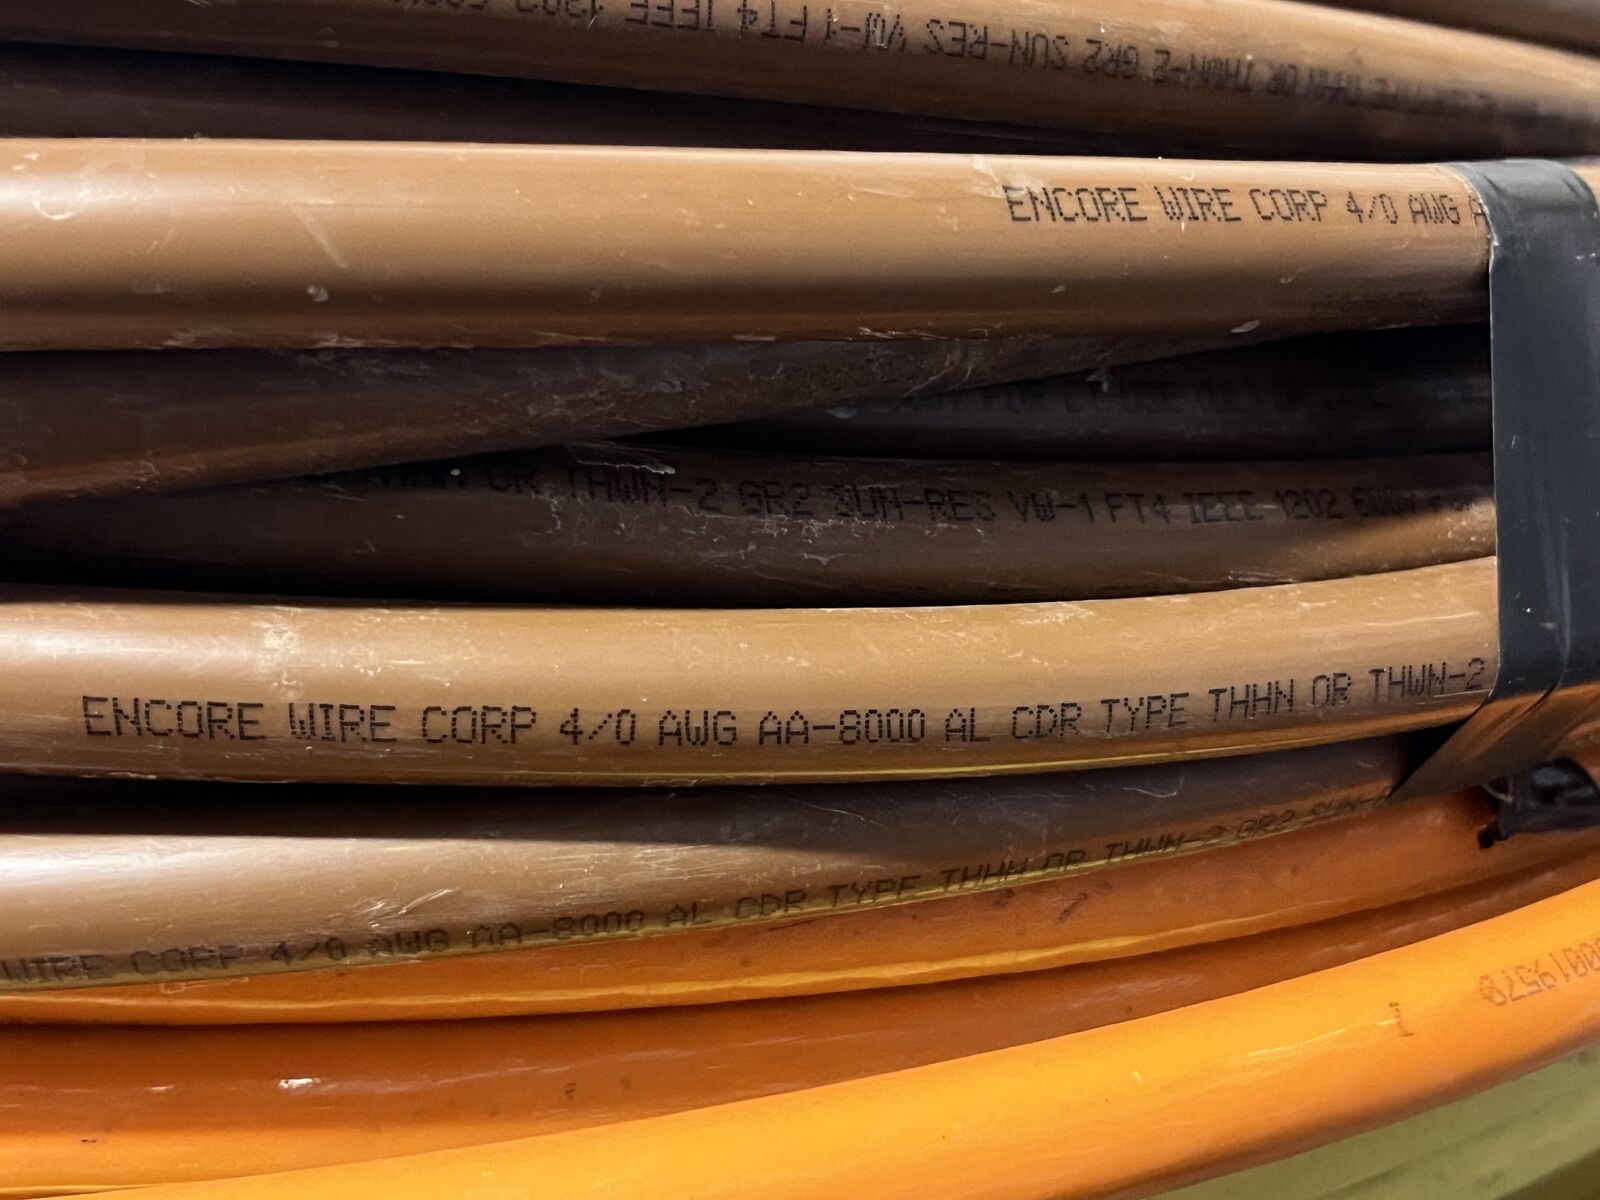 THWN-2 GR2 SUN-RES VW-1 FT4 IEEE 1202
ENCORE WIRE CORP 4/0 AWG A
OR THWN-2 GR2 SUN-RES VW-1 FT4 IEEE 1202
ENCORE WIRE CORP 4/0 AWG AA-8000 AL CDR TYPE THHN OR THWN-2
WIRE CORP 4/0 AWG AA-8000 AL CDR TYPE THHN OR THWN-2 GR2 SUN-